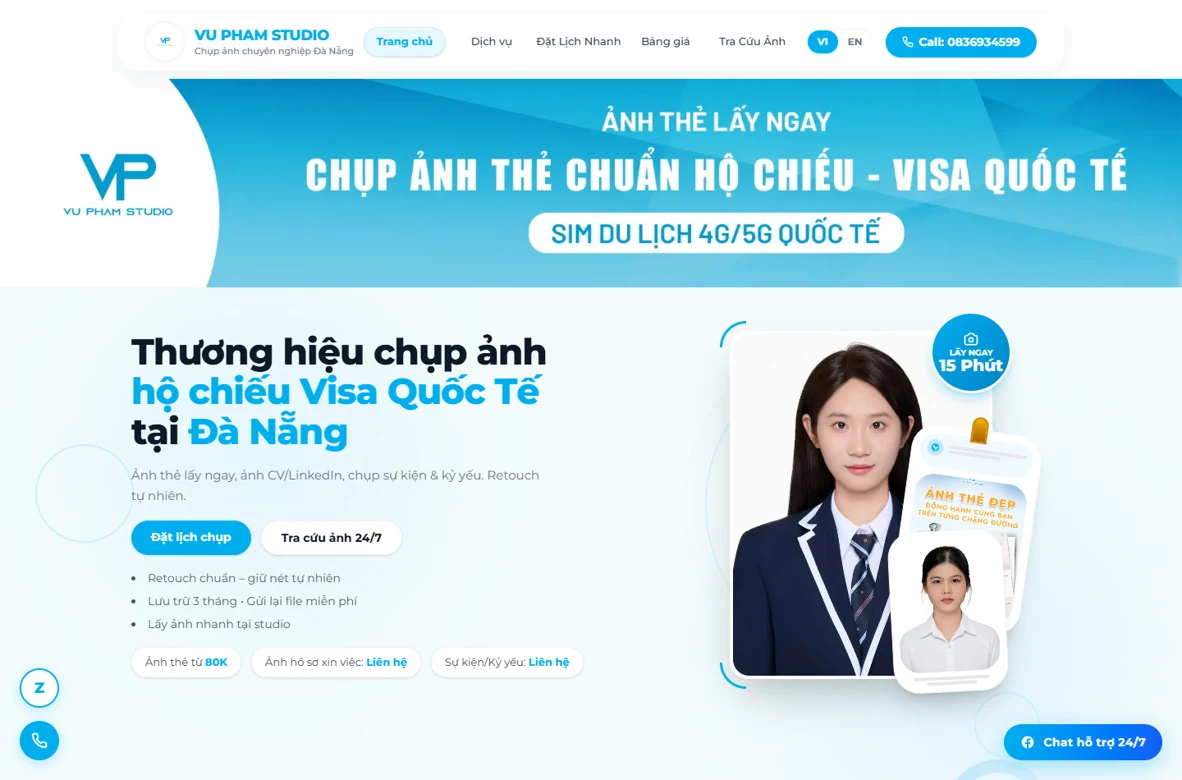 VP
VU PHAM STUDIO
Chụp ảnh chuyên nghiệp Đà Nẵng
Trang chủ
Dịch vụ
Đặt Lịch Nhanh
Bảng giá
Tra Cứu Ảnh
VI
EN
Call: 0836934599
VP
VU PHAM STUDIO
ẢNH THẺ LẤY NGAY
CHỤP ẢNH THẺ CHUẨN HỘ CHIẾU - VISA QUỐC TẾ
SIM DU LỊCH 4G/5G QUỐC TẾ
Thương hiệu chụp ảnh
hộ chiếu Visa Quốc Tế
tại Đà Nẵng
Ảnh thẻ lấy ngay, ảnh CV/LinkedIn, chụp sự kiện & kỷ yếu. Retouch
tự nhiên.
Đặt lịch chụp
Tra cứu ảnh 24/7
Retouch chuẩn – giữ nét tự nhiên
Lưu trữ 3 tháng • Gửi lại file miễn phí
Lấy ảnh nhanh tại studio
Ảnh thẻ từ 80K
Ảnh hồ sơ xin việc: Liên hệ
Sự kiện/Kỷ yếu: Liên hệ
LẤY NGAY
15 Phút
ẢNH THẺ ĐẸP
ĐỒNG HÀNH CÙNG BẠN
TRÊN TỪNG CHẶNG ĐƯỜNG
Z
Chat hỗ trợ 24/7